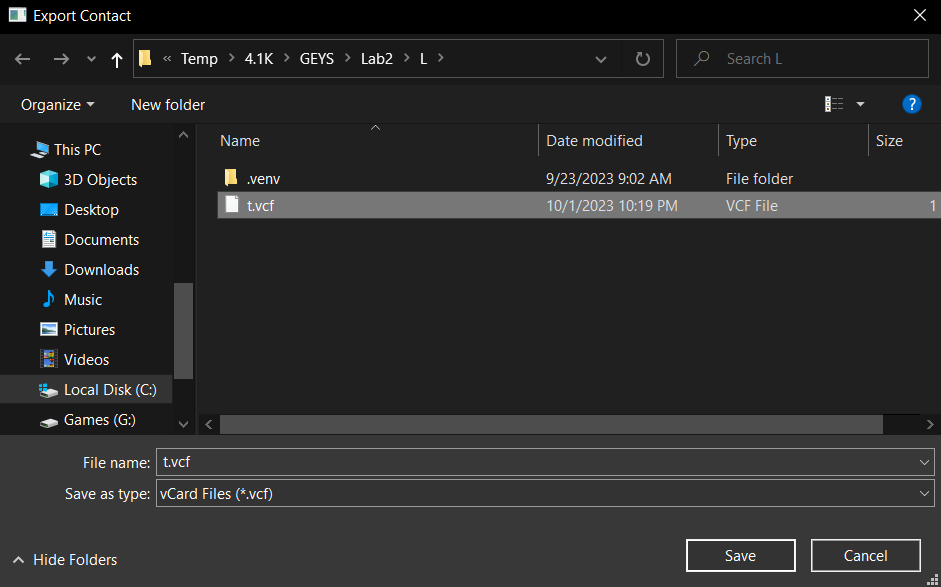 Export Contact
« Temp > 4.1K > GEYS > Lab2 > L >
Search L
Organize
New folder
?
This PC
3D Objects
Desktop
Documents
Downloads
Music
Pictures
Videos
Local Disk (C:)
Games (G:)
Name Date modified Type Size
.venv 9/23/2023 9:02 AM File folder
t.vcf 10/1/2023 10:19 PM VCF File 1
File name: t.vcf
Save as type: vCard Files (*.vcf)
Hide Folders
Save
Cancel